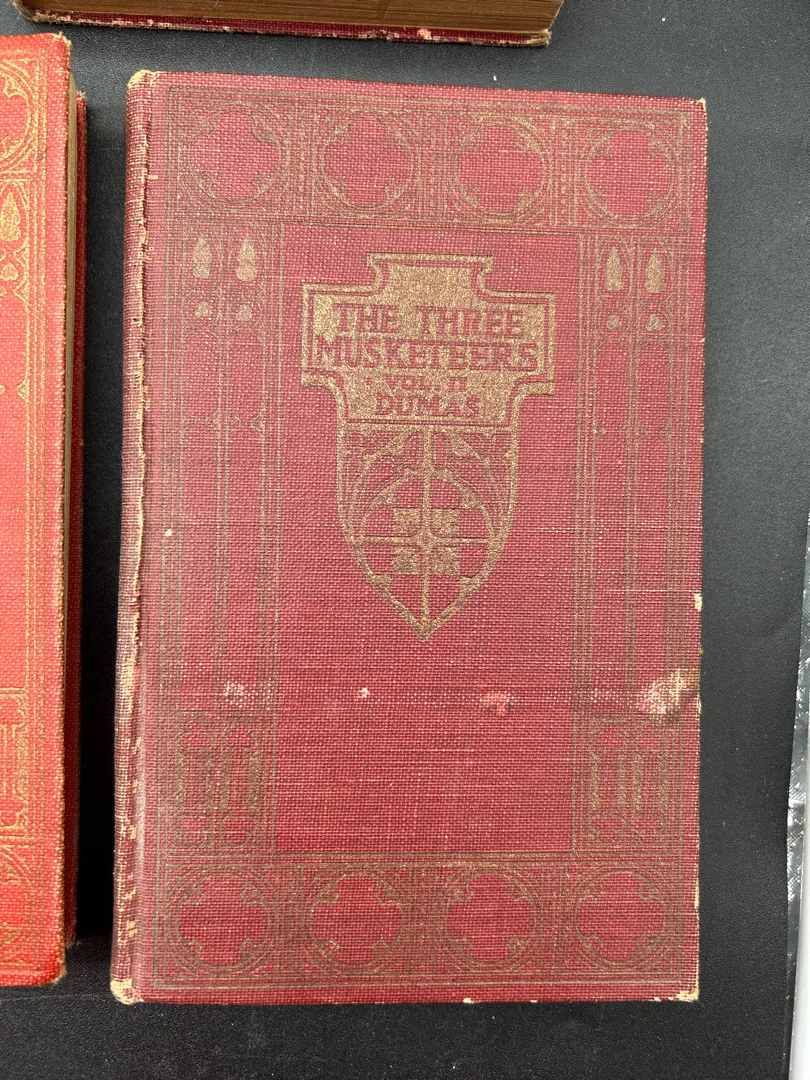 THE THREE
MUSKETEERS
· VOL. II ·
DUMAS